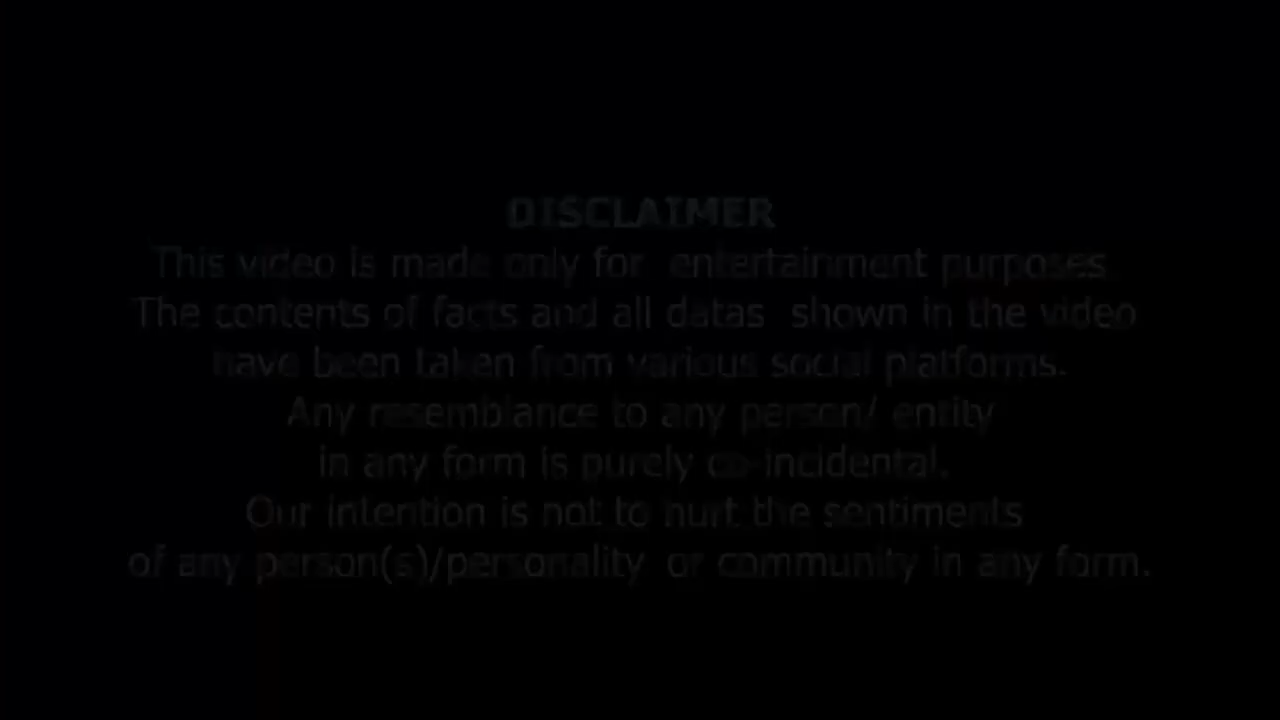 DISCLAIMER
This video is made only for entertainment purposes.
The contents of facts and all datas shown in the video
have been taken from various social platforms.
Any resemblance to any person/ entity
in any form is purely co-incidental.
Our intention is not to hurt the sentiments
of any person(s)/personality or community in any form.